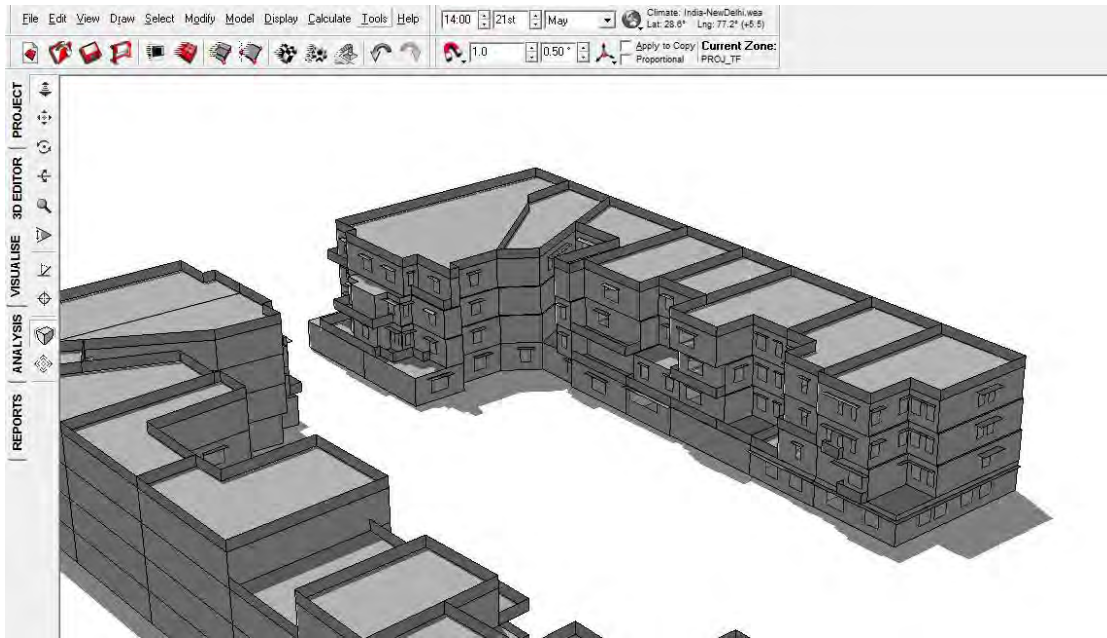 File Edit View Draw Select Modify Model Display Calculate Tools Help
14:00 21st May
Climate: India-NewDelhi.wea
Lat: 28.6° Lng: 77.2° (+5.5)
1.0 0.50 ° Apply to Copy Current Zone:
Proportional PROJ_TF
PROJECT
3D EDITOR
VISUALISE
ANALYSIS
REPORTS